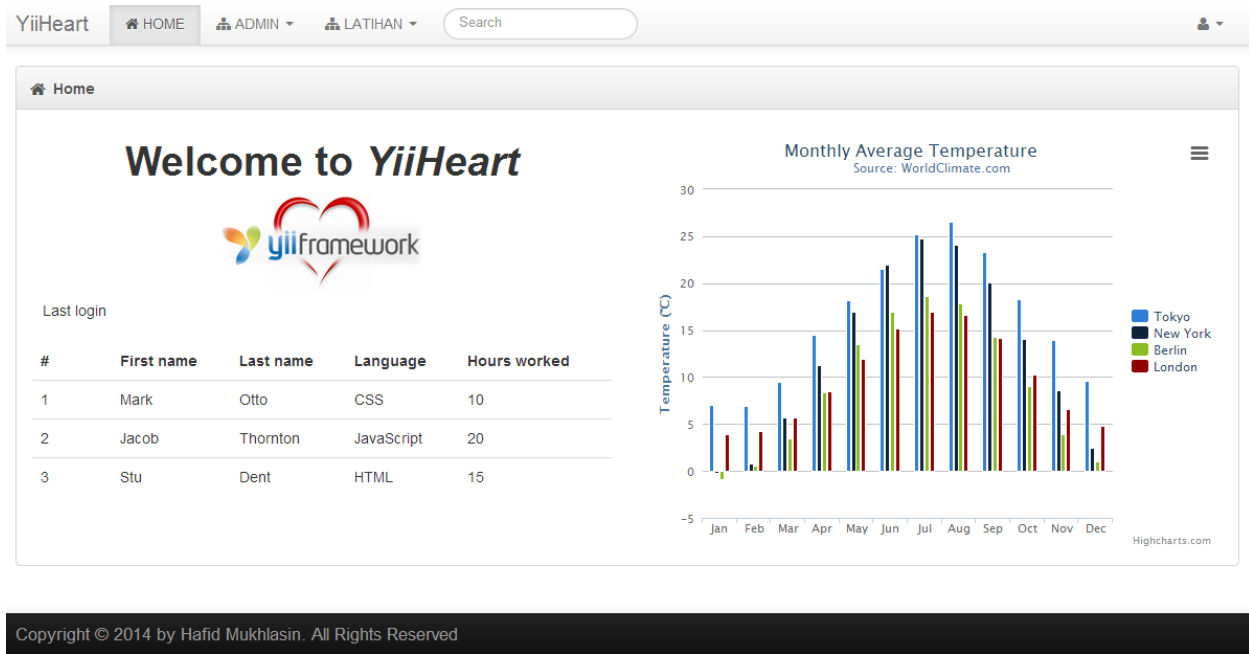 YiiHeart HOME ADMIN LATIHAN Search
Home
Welcome to YiiHeart
yiiframework
Last login
# First name Last name Language Hours worked
1 Mark Otto CSS 10
2 Jacob Thornton JavaScript 20
3 Stu Dent HTML 15
Monthly Average Temperature
Source: WorldClimate.com
Temperature (°C)
30
25
20
15
10
5
0
−5
Jan Feb Mar Apr May Jun Jul Aug Sep Oct Nov Dec
Tokyo
New York
Berlin
London
Highcharts.com
Copyright © 2014 by Hafid Mukhlasin. All Rights Reserved